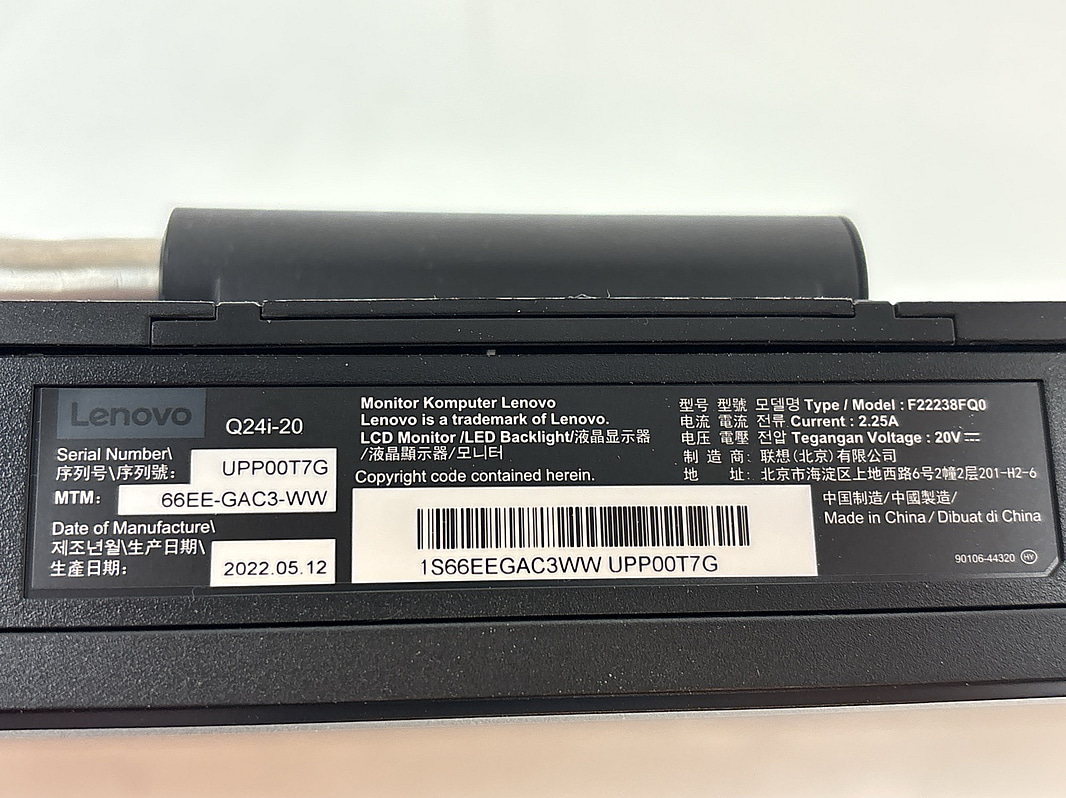 Lenovo
Q24i-20
Serial Number\
序列号\序列號:
UPP00T7G
MTM:
66EE-GAC3-WW
Date of Manufacture\
제조년월\生产日期\
生產日期:
2022.05.12
Monitor Komputer Lenovo
Lenovo is a trademark of Lenovo.
LCD Monitor /LED Backlight/液晶显示器
/液晶顯示器/모니터
Copyright code contained herein.
1S66EEGAC3WW UPP00T7G
型号 型號 모델명 Type / Model : F22238FQ0
电流 電流 전류 Current : 2.25A
电压 電壓 전압 Tegangan Voltage : 20V⎓
制 造 商: 联想(北京)有限公司
地 址: 北京市海淀区上地西路6号2幢2层201-H2-6
中国制造/中國製造/
Made in China / Dibuat di China
90106-44320 HY